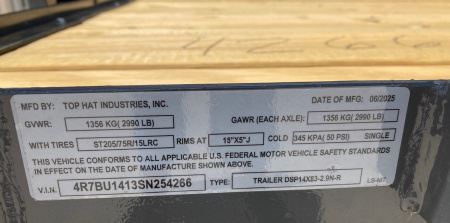 4266
MFD BY: TOP HAT INDUSTRIES, INC. DATE OF MFG: 06/2025
GVWR: 1356 KG( 2990 LB) GAWR (EACH AXLE): 1356 KG( 2990 LB)
WITH TIRES ST205/75R/15LRC RIMS AT 15"X5"J COLD 345 KPA( 50 PSI) SINGLE
THIS VEHICLE CONFORMS TO ALL APPLICABLE U.S. FEDERAL MOTOR VEHICLE SAFETY STANDARDS
IN EFFECT ON THE DATE OF MANUFACTURE SHOWN ABOVE.
V.I.N. 4R7BU1413SN254266 TYPE: TRAILER DSP14X83-2.9N-R